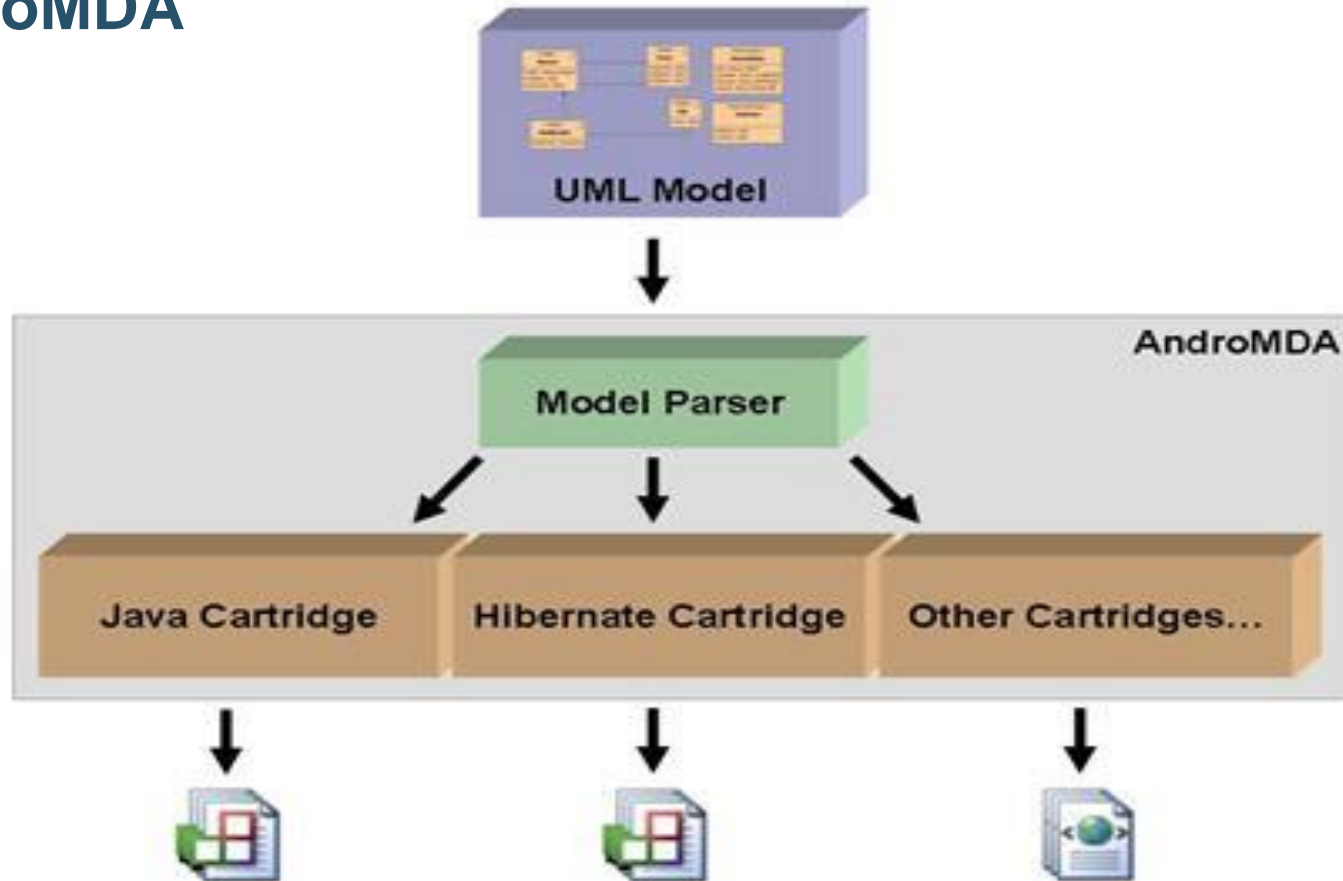 oMDA
UML Model
AndroMDA
Model Parser
Java Cartridge
Hibernate Cartridge
Other Cartridges...